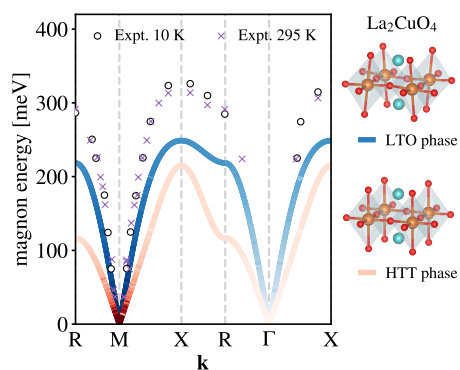 La₂CuO₄
Expt. 10 K
Expt. 295 K
magnon energy [meV]
400
300
200
100
0
LTO phase
HTT phase
R M X R Γ X
k